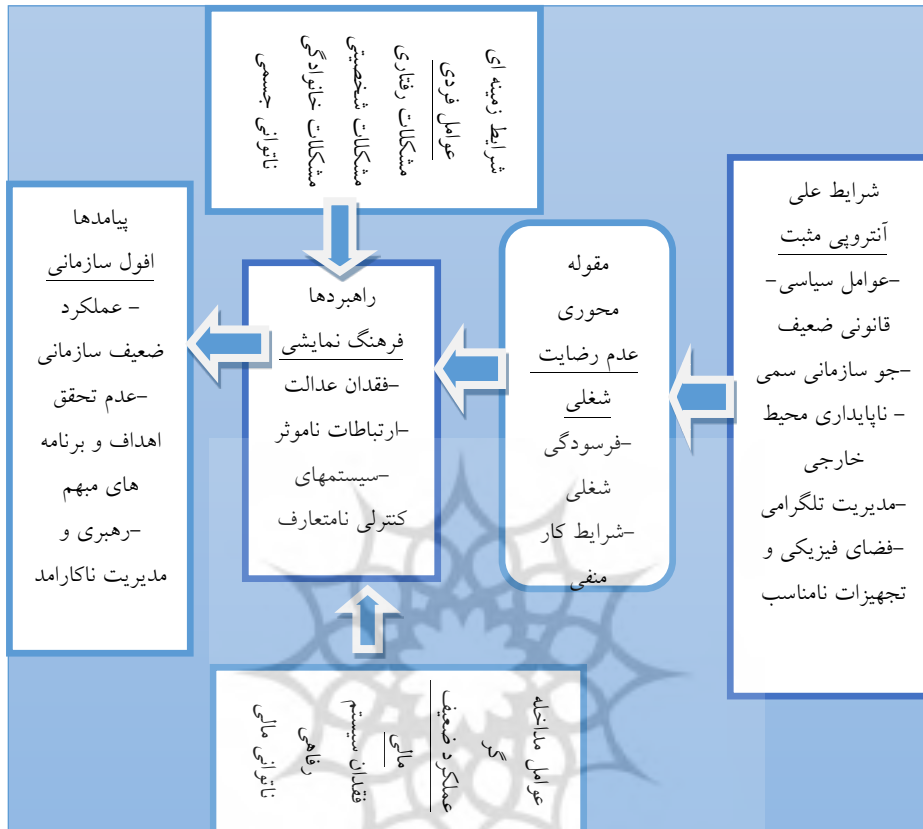 شرایط زمینه ای
عوامل فردی
مشکلات رفتاری
مشکلات شخصیتی
مشکلات خانوادگی
ناتوانی جسمی
شرایط علی
آنتروپی مثبت
-عوامل سیاسی-
قانونی ضعیف
-جو سازمانی سمی
- ناپایداری محیط
خارجی
-مدیریت تلگرامی
-فضای فیزیکی و
تجهیزات نامناسب
مقوله
محوری
عدم رضایت
شغلی
-فرسودگی
شغلی
-شرایط کار
منفی
راهبردها
فرهنگ نمایشی
-فقدان عدالت
-ارتباطات ناموثر
-سیستمهای
کنترلی نامتعارف
پیامدها
افول سازمانی
- عملکرد
ضعیف سازمانی
-عدم تحقق
اهداف و برنامه
های مبهم
-رهبری و
مدیریت ناکارامد
عوامل مداخله
گر
عملکرد ضعیف
مالی
فقدان سیستم
رفاهی
ناتوانی مالی